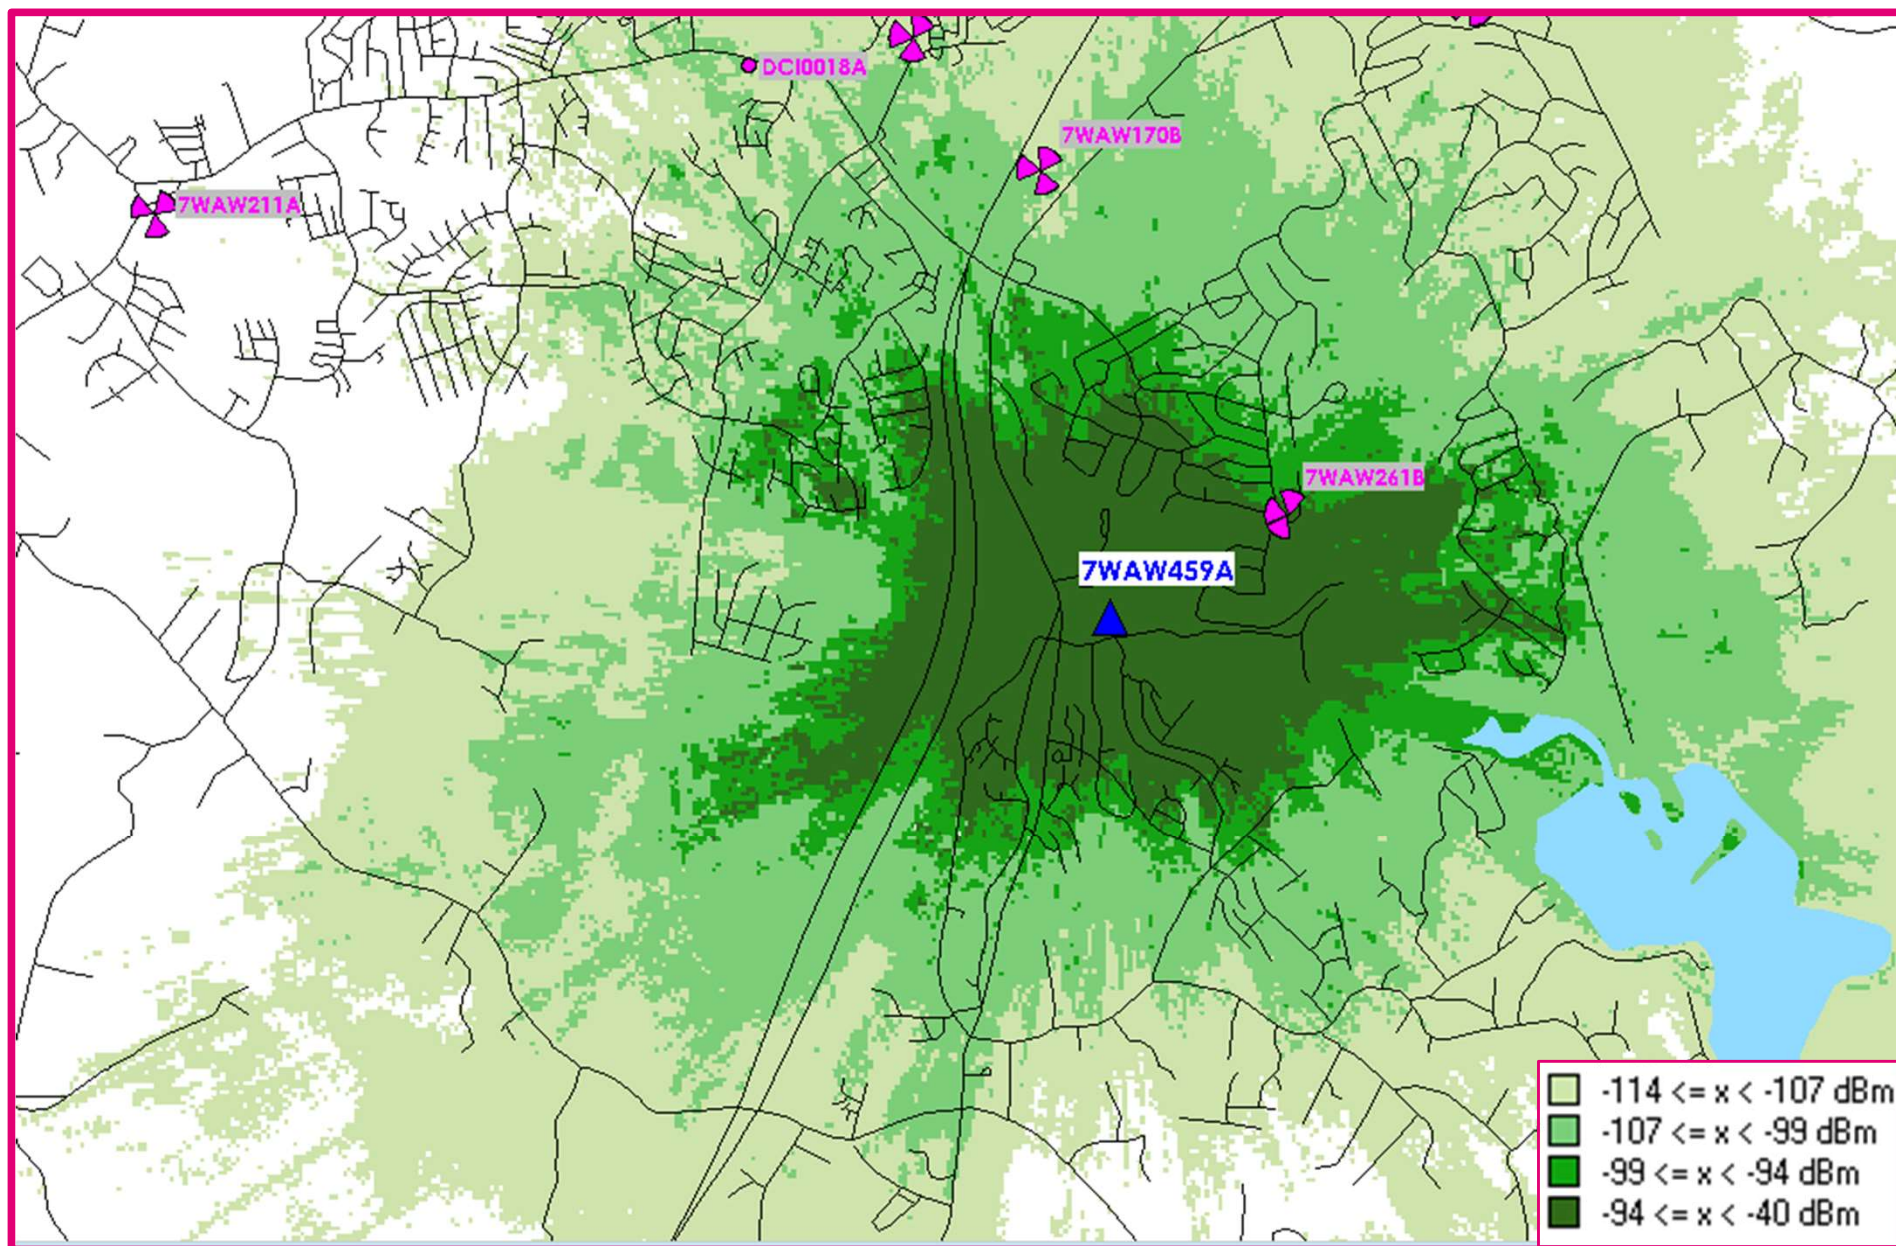 DCI0018A
7WAW170B
7WAW211A
7WAW261B
7WAW459A
-114 <= x < -107 dBm
-107 <= x < -99 dBm
-99 <= x < -94 dBm
-94 <= x < -40 dBm